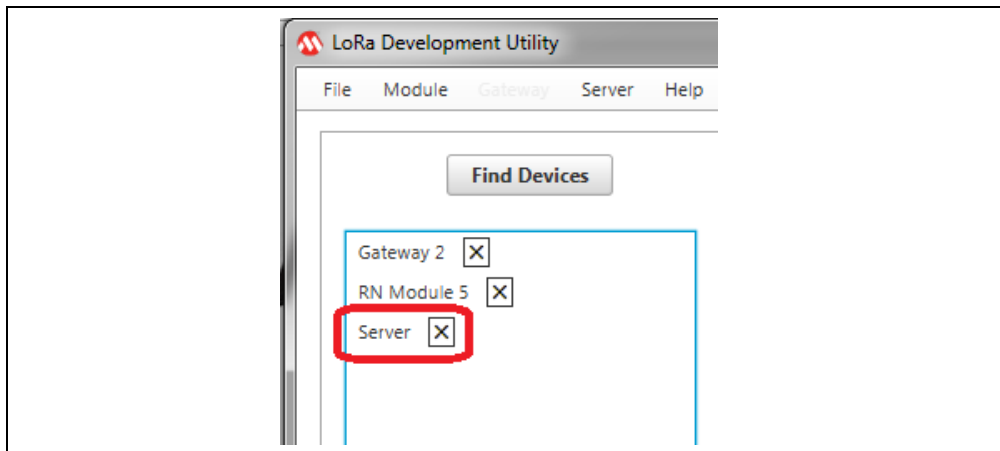 LoRa Development Utility
File Module Gateway Server Help
Find Devices
Gateway 2
RN Module 5
Server